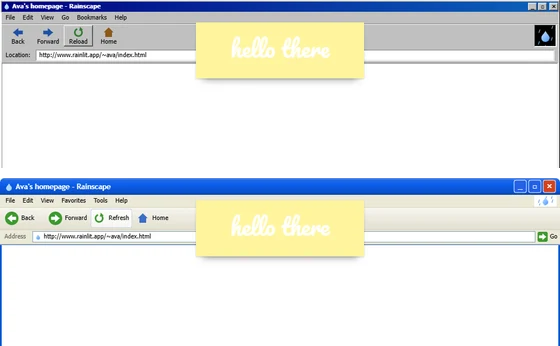 Ava's homepage - Rainscape
File Edit View Go Bookmarks Help
Back Forward Reload Home
Location: http://www.rainlit.app/~ava/index.html
hello there
Ava's homepage - Rainscape
File Edit View Favorites Tools Help
Back Forward Refresh Home
Address http://www.rainlit.app/~ava/index.html Go
hello there